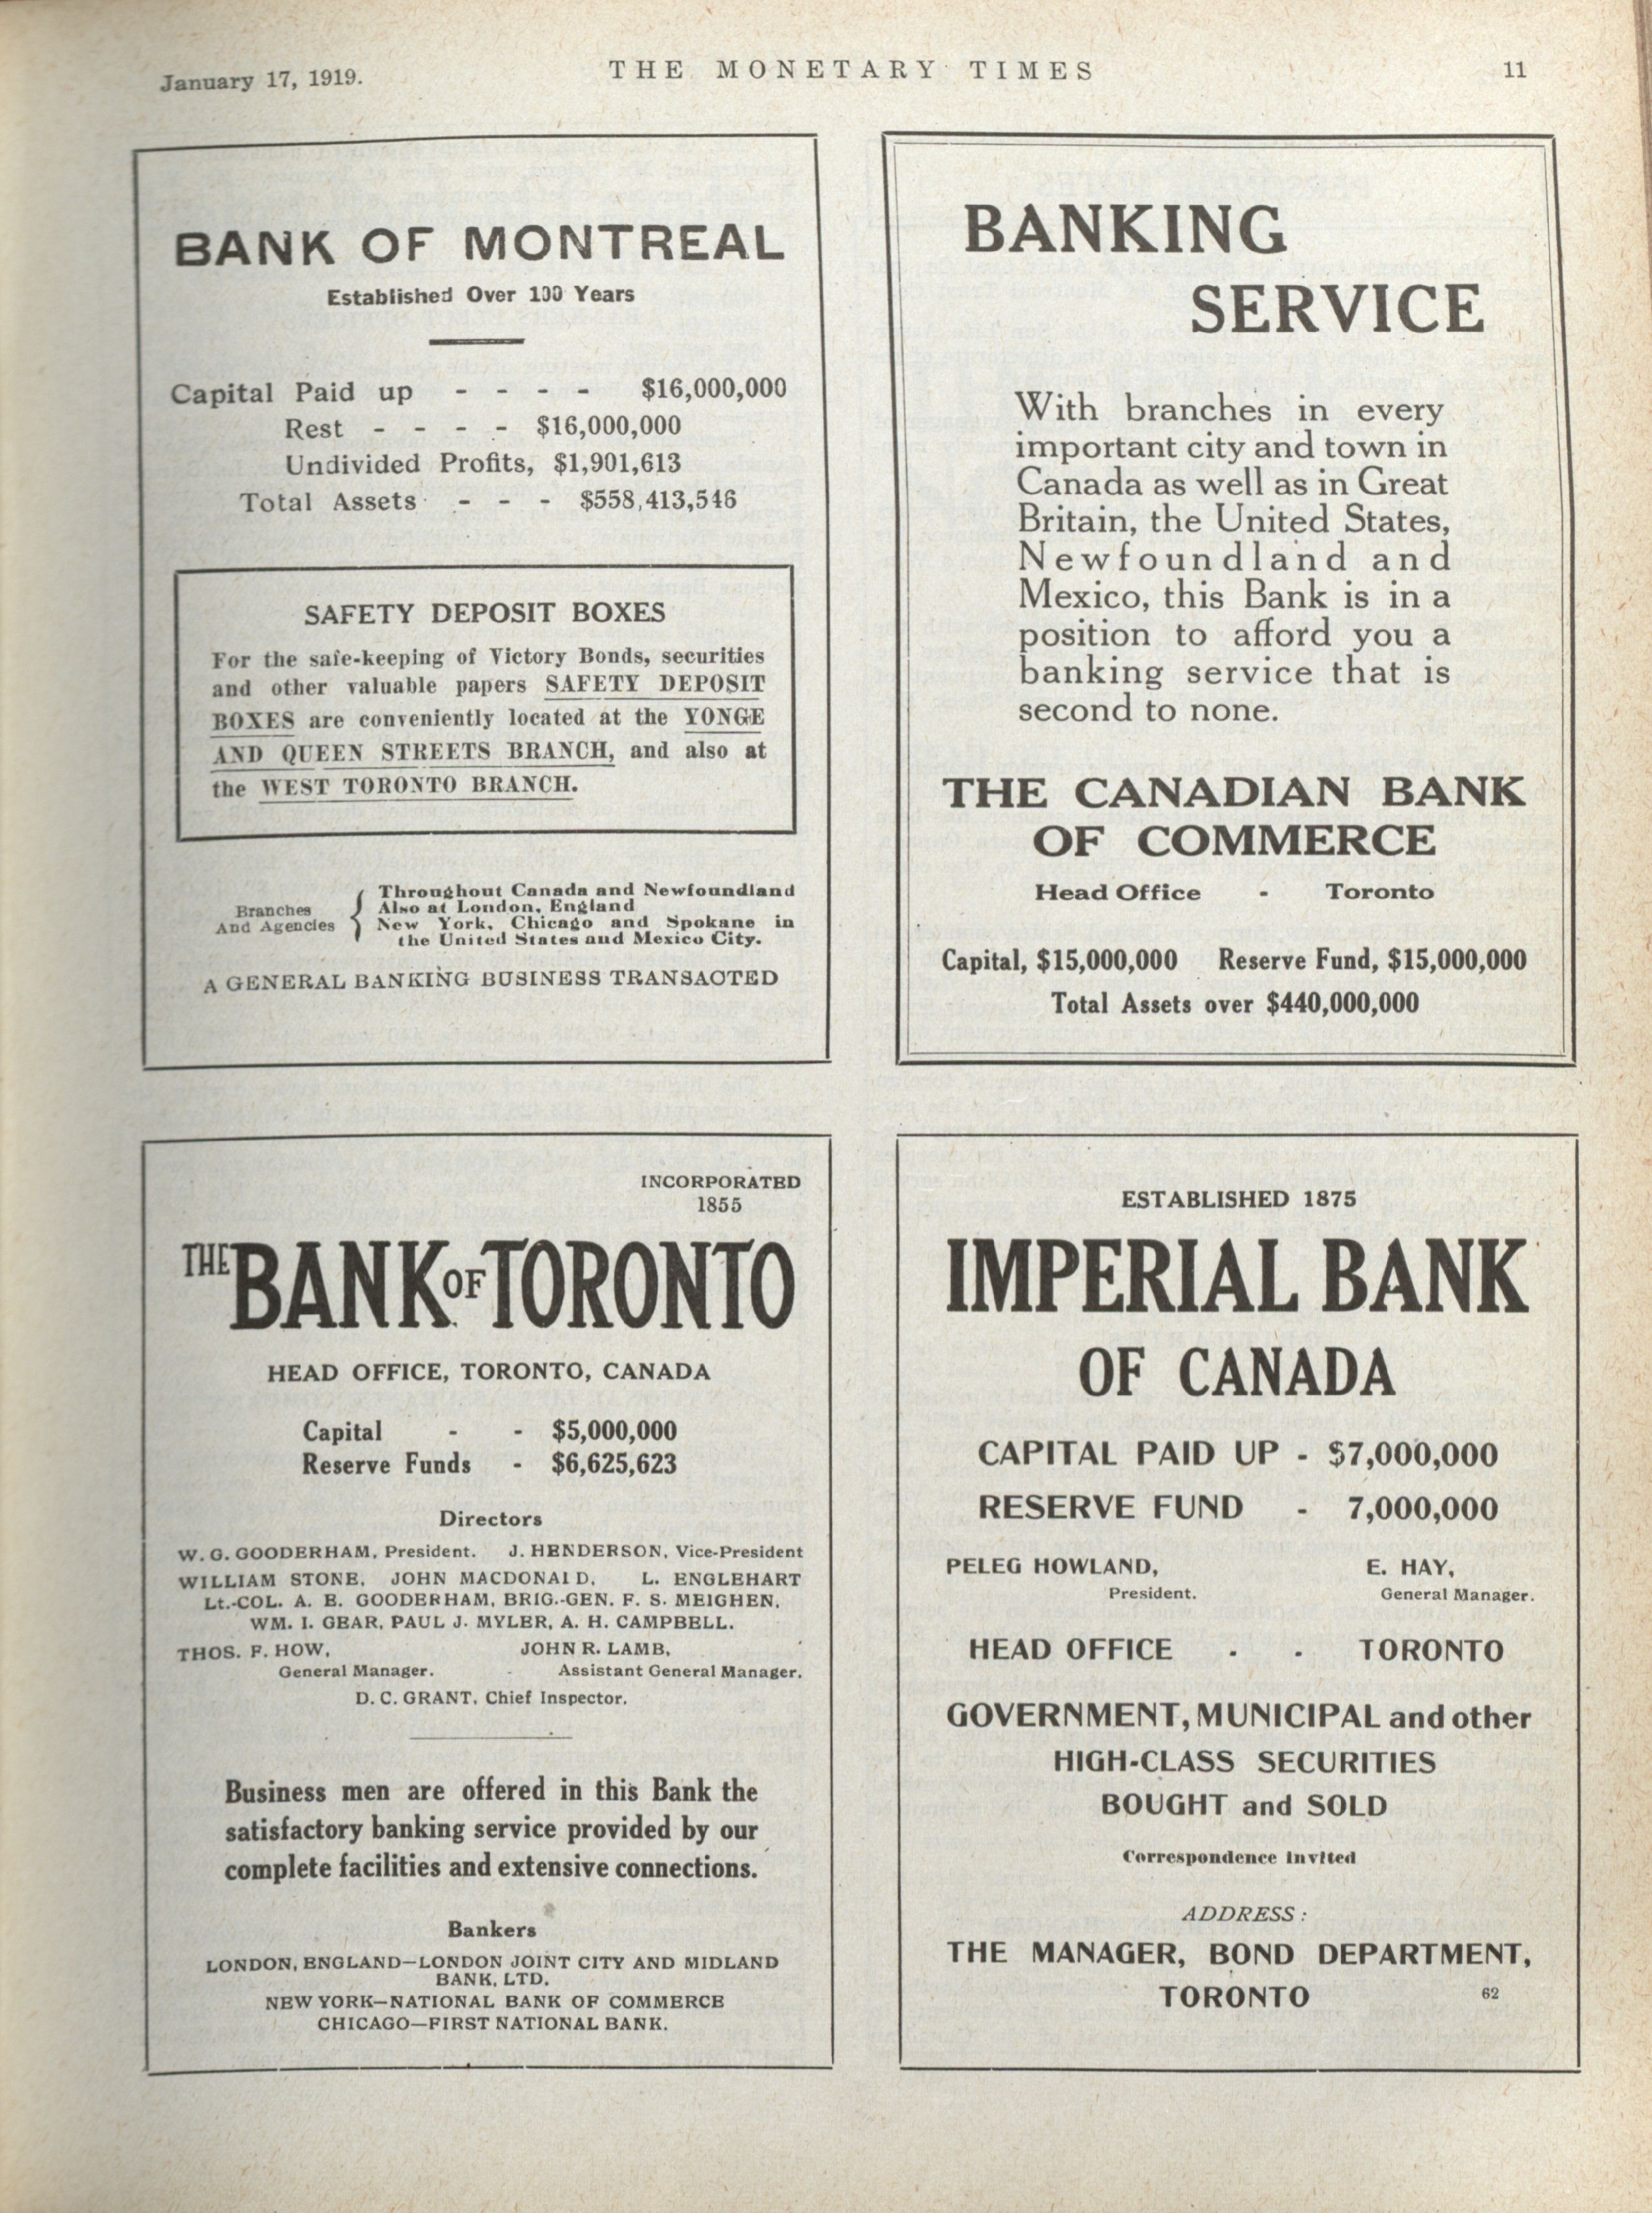 January 17, 1919.
THE MONETARY TIMES
11
BANK OF MONTREAL
Established Over 100 Years
Capital Paid up - - - - $16,000,000
Rest - - - - $16,000,000
Undivided Profits, $1,901,613
Total Assets - - - $558,413,546
SAFETY DEPOSIT BOXES
For the safe-keeping of Victory Bonds, securities
and other valuable papers SAFETY DEPOSIT
BOXES are conveniently located at the YONGE
AND QUEEN STREETS BRANCH, and also at
the WEST TORONTO BRANCH.
Branches
And Agencies
Throughout Canada and Newfoundland
Also at London, England
New York, Chicago and Spokane in
the United States and Mexico City.
A GENERAL BANKING BUSINESS TRANSACTED
BANKING
SERVICE
With branches in every
important city and town in
Canada as well as in Great
Britain, the United States,
Newfoundland and
Mexico, this Bank is in a
position to afford you a
banking service that is
second to none.
THE CANADIAN BANK
OF COMMERCE
Head Office - Toronto
Capital, $15,000,000 Reserve Fund, $15,000,000
Total Assets over $440,000,000
INCORPORATED
1855
THE BANK OF TORONTO
HEAD OFFICE, TORONTO, CANADA
Capital - - $5,000,000
Reserve Funds - $6,625,623
Directors
W. G. GOODERHAM, President. J. HENDERSON, Vice-President
WILLIAM STONE, JOHN MACDONALD, L. ENGLEHART
Lt.-COL. A. E. GOODERHAM, BRIG.-GEN. F. S. MEIGHEN,
WM. I. GEAR, PAUL J. MYLER, A. H. CAMPBELL.
THOS. F. HOW, JOHN R. LAMB,
General Manager. Assistant General Manager.
D. C. GRANT, Chief Inspector.
Business men are offered in this Bank the
satisfactory banking service provided by our
complete facilities and extensive connections.
Bankers
LONDON, ENGLAND—LONDON JOINT CITY AND MIDLAND
BANK, LTD.
NEW YORK—NATIONAL BANK OF COMMERCE
CHICAGO—FIRST NATIONAL BANK.
ESTABLISHED 1875
IMPERIAL BANK
OF CANADA
CAPITAL PAID UP - $7,000,000
RESERVE FUND - 7,000,000
PELEG HOWLAND, E. HAY,
President. General Manager.
HEAD OFFICE - - TORONTO
GOVERNMENT, MUNICIPAL and other
HIGH-CLASS SECURITIES
BOUGHT and SOLD
Correspondence Invited
ADDRESS:
THE MANAGER, BOND DEPARTMENT,
TORONTO 62